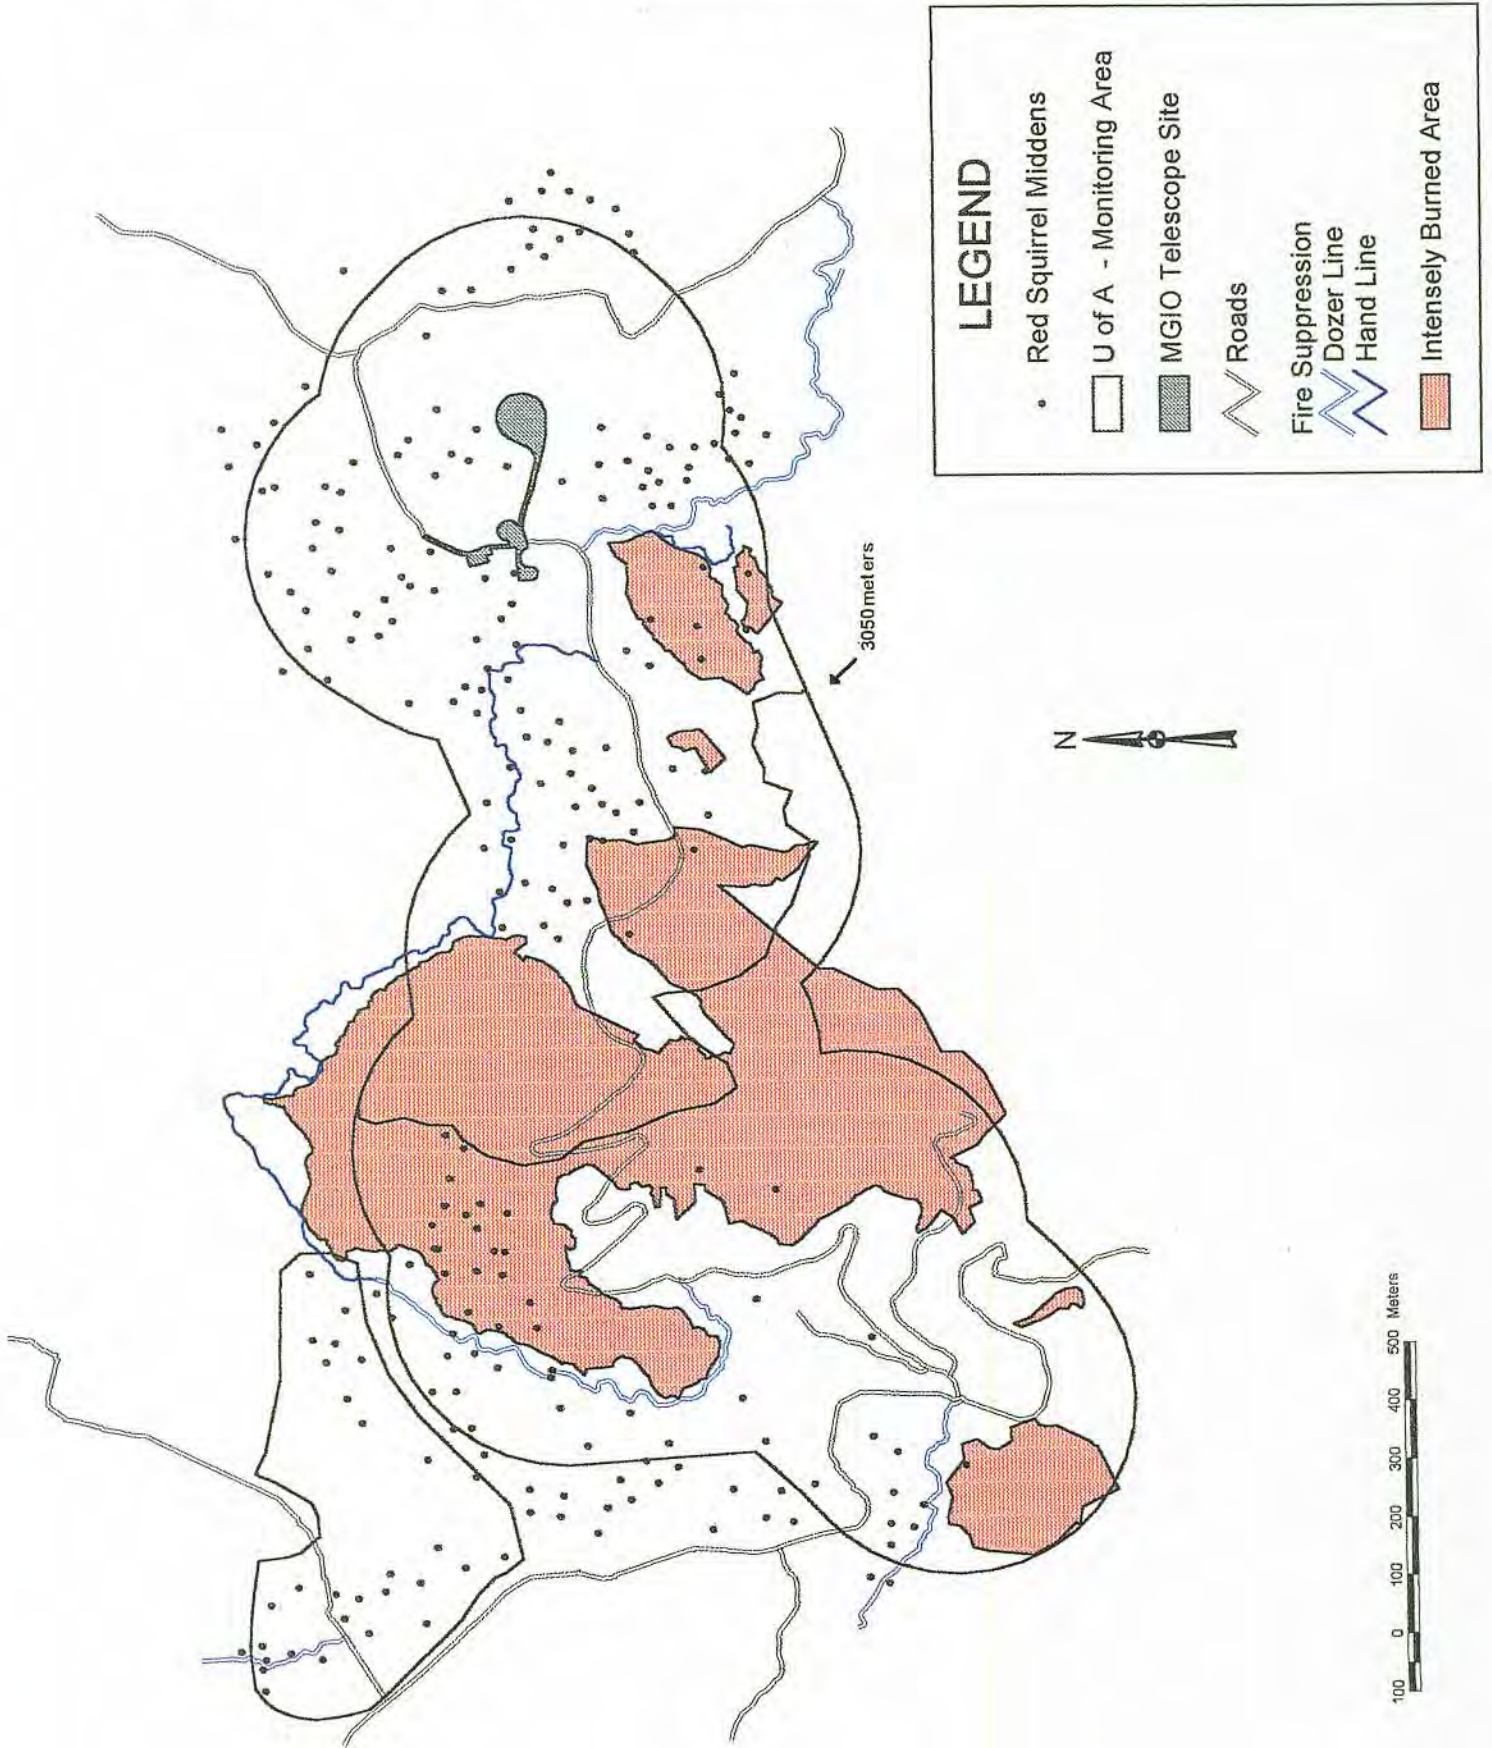 LEGEND
Red Squirrel Middens
U of A - Monitoring Area
MGIO Telescope Site
Roads
Fire Suppression
Dozer Line
Hand Line
Intensely Burned Area
3050 meters
N
100 0 100 200 300 400 500 Meters